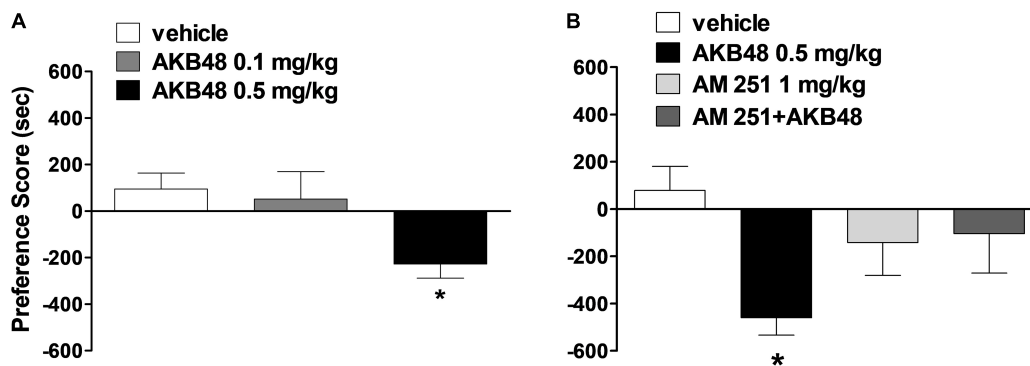 A
vehicle
AKB48 0.1 mg/kg
AKB48 0.5 mg/kg
Preference Score (sec)
600
400
200
0
-200
-400
-600
*
B
vehicle
AKB48 0.5 mg/kg
AM 251 1 mg/kg
AM 251+AKB48
600
400
200
0
-200
-400
-600
*